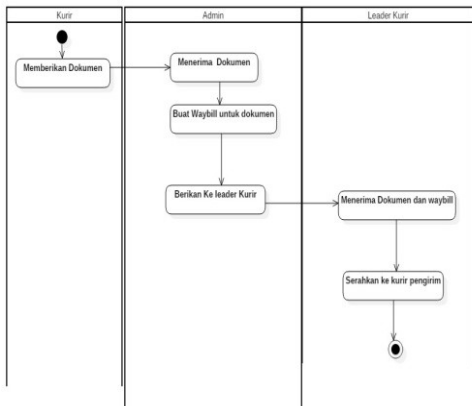 Kurir
Admin
Leader Kurir
Memberikan Dokumen
Menerima Dokumen
Buat Waybill untuk dokumen
Berikan Ke leader Kurir
Menerima Dokumen dan waybill
Serahkan ke kurir pengirim